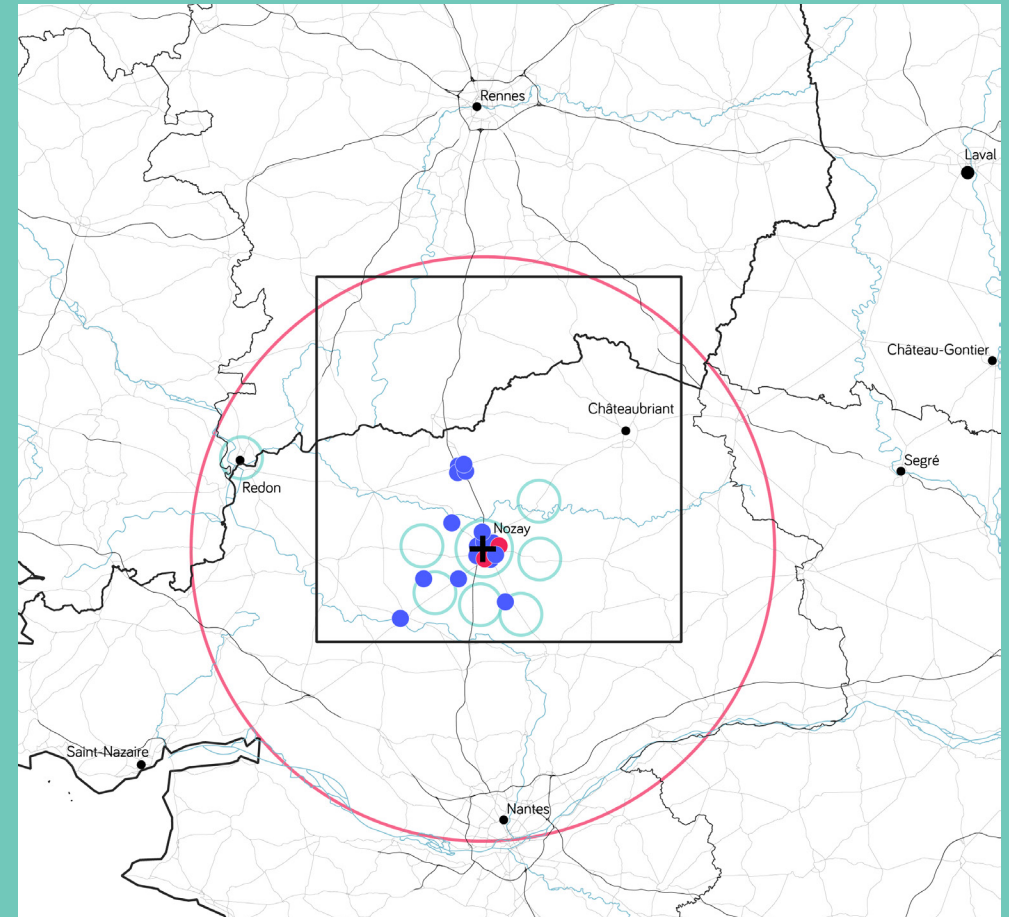 Rennes
Laval
Château-Gontier
Châteaubriant
Segré
Redon
Nozay
Saint-Nazaire
Nantes